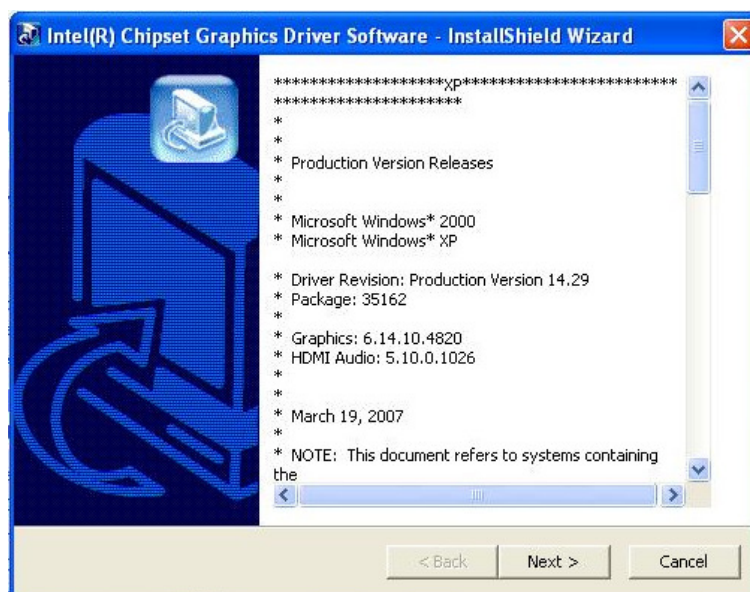 Intel(R) Chipset Graphics Driver Software - InstallShield Wizard
*******************XP************************
*********************
*
*
* Production Version Releases
*
*
* Microsoft Windows* 2000
* Microsoft Windows* XP

* Driver Revision: Production Version 14.29
* Package: 35162
*
* Graphics: 6.14.10.4820
* HDMI Audio: 5.10.0.1026
*
*
* March 19, 2007
*
* NOTE: This document refers to systems containing
the
< Back
Next >
Cancel